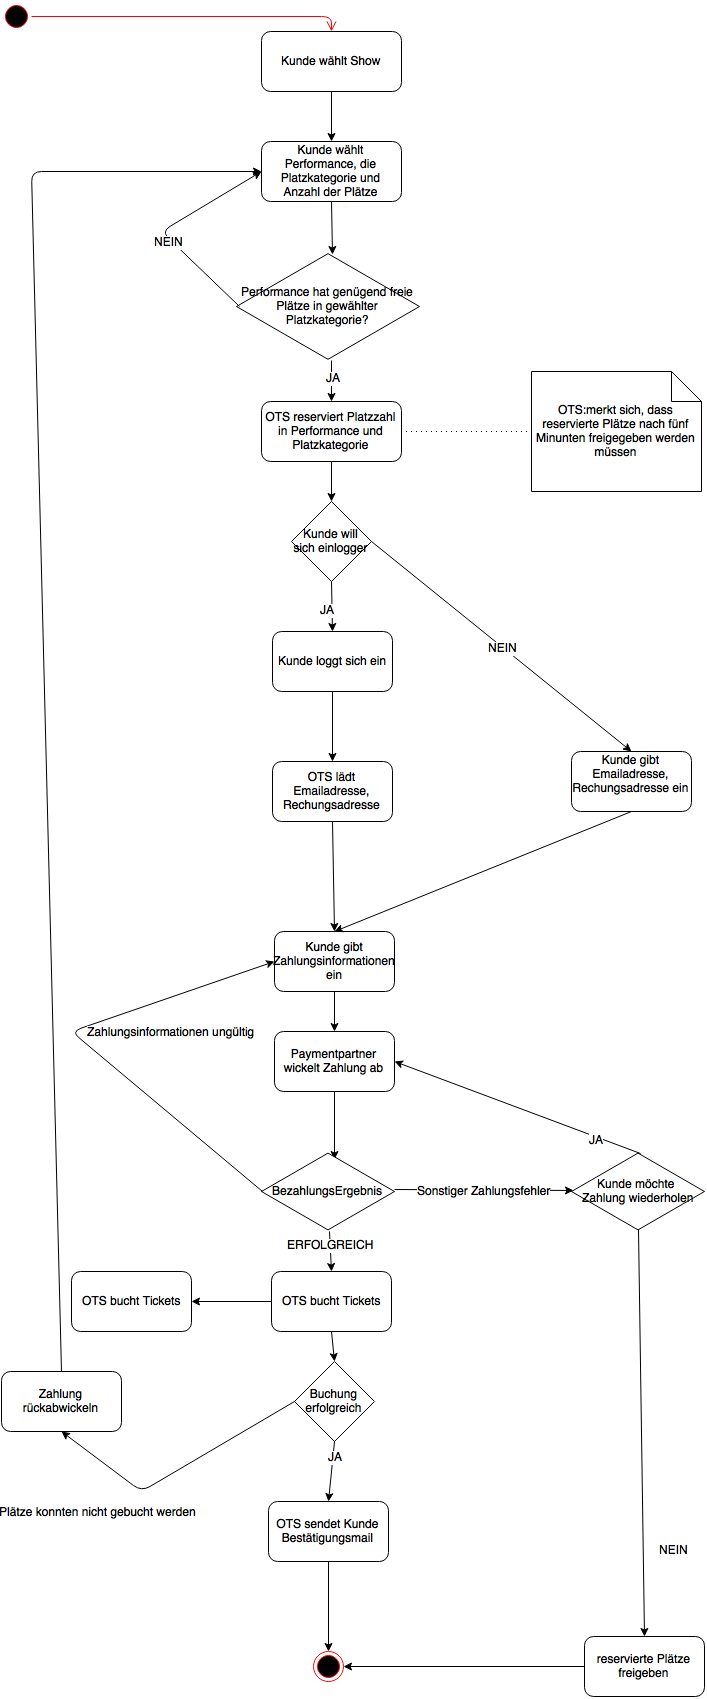 Kunde wählt Show
Kunde wählt
Performance, die
Platzkategorie und
Anzahl der Plätze
NEIN
Performance hat genügend freie
Plätze in gewählter
Platzkategorie?
JA
OTS reserviert Platzzahl
in Performance und
Platzkategorie
OTS:merkt sich, dass
reservierte Plätze nach fünf
Minunten freigegeben werden
müssen
Kunde will
sich einlogger
JA
NEIN
Kunde loggt sich ein
OTS lädt
Emailadresse,
Rechungsadresse
Kunde gibt
Emailadresse,
Rechungsadresse ein
Kunde gibt
Zahlungsinformationen
ein
Zahlungsinformationen ungültig
Paymentpartner
wickelt Zahlung ab
JA
BezahlungsErgebnis
Sonstiger Zahlungsfehler
Kunde möchte
Zahlung wiederholen
ERFOLGREICH
OTS bucht Tickets
OTS bucht Tickets
Zahlung
rückabwickeln
Buchung
erfolgreich
JA
Plätze konnten nicht gebucht werden
OTS sendet Kunde
Bestätigungsmail
NEIN
reservierte Plätze
freigeben